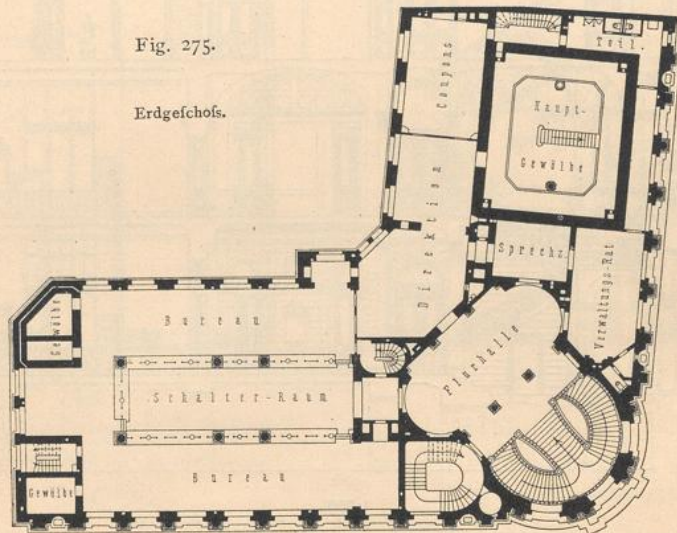 Fig. 275.
Erdgeſchoſs.
Coupons
Toil.
Haupt-
Gewölbe
Direktion
Sprechz.
Verwaltungs-Rat
Flurhalle
Gewölbe
Bureau
Schalter-Raum
Bureau
Gewölbe